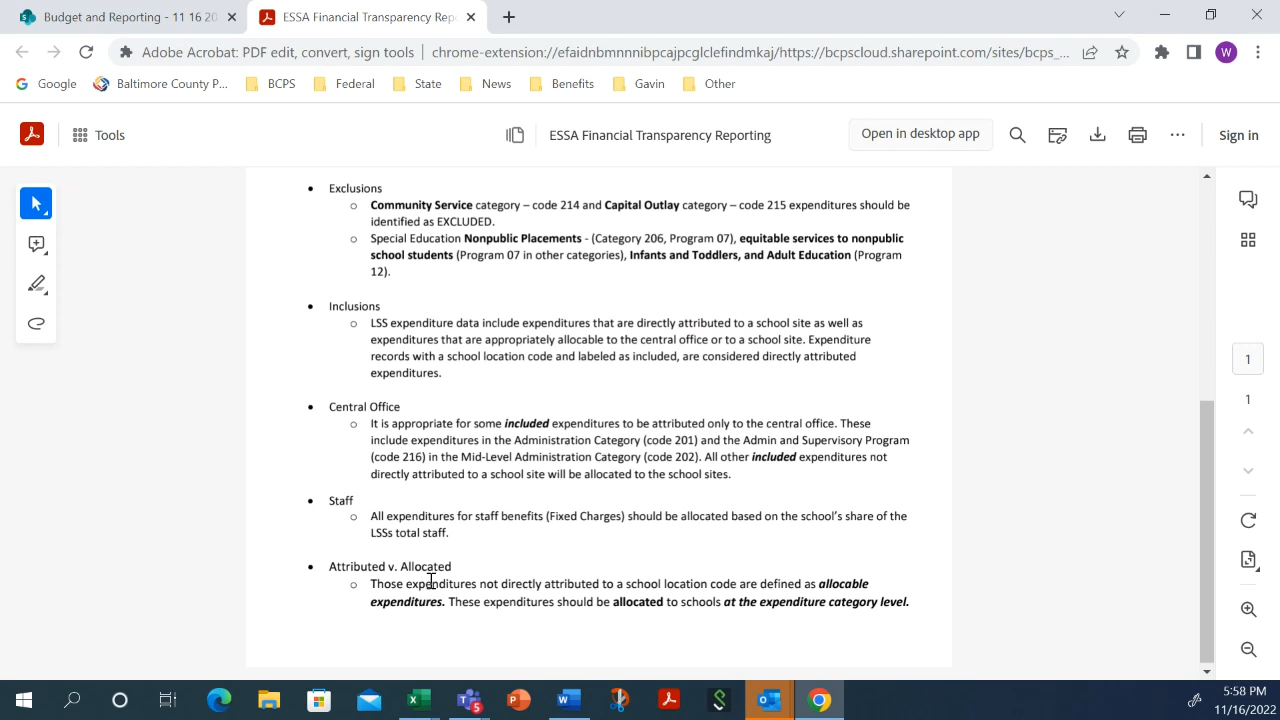 Budget and Reporting - 11 16 20
ESSA Financial Transparency Rep
Adobe Acrobat: PDF edit, convert, sign tools | chrome-extension://efaidnbmnnnibpcajpcglclefindmkaj/https://bcpscloud.sharepoint.com/sites/bcps_... W
Google Baltimore County P... BCPS Federal State News Benefits Gavin Other
Tools ESSA Financial Transparency Reporting Open in desktop app Sign in
• Exclusions
o Community Service category – code 214 and Capital Outlay category – code 215 expenditures should be
identified as EXCLUDED.
o Special Education Nonpublic Placements - (Category 206, Program 07), equitable services to nonpublic
school students (Program 07 in other categories), Infants and Toddlers, and Adult Education (Program
12).
• Inclusions
o LSS expenditure data include expenditures that are directly attributed to a school site as well as
expenditures that are appropriately allocable to the central office or to a school site. Expenditure
records with a school location code and labeled as included, are considered directly attributed
expenditures.
• Central Office
o It is appropriate for some included expenditures to be attributed only to the central office. These
include expenditures in the Administration Category (code 201) and the Admin and Supervisory Program
(code 216) in the Mid-Level Administration Category (code 202). All other included expenditures not
directly attributed to a school site will be allocated to the school sites.
• Staff
o All expenditures for staff benefits (Fixed Charges) should be allocated based on the school's share of the
LSSs total staff.
• Attributed v. Allocated
o Those expenditures not directly attributed to a school location code are defined as allocable
expenditures. These expenditures should be allocated to schools at the expenditure category level.
1
1
5
5:58 PM
11/16/2022